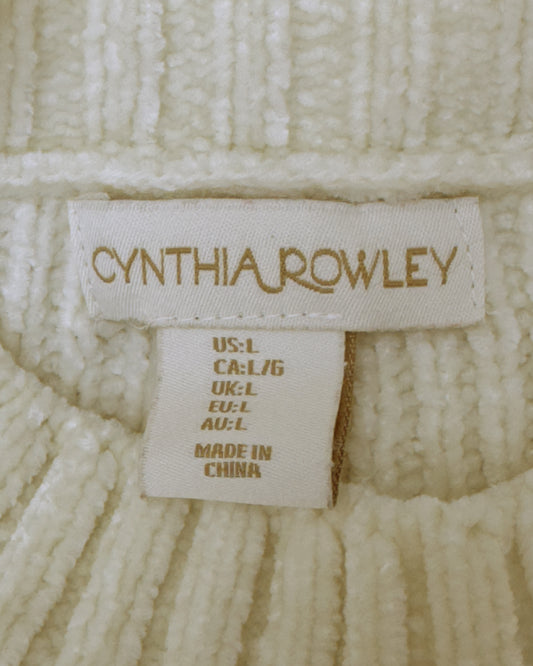 CYNTHIA ROWLEY
US:L
CA:L/G
UK:L
EU:L
AU:L
MADE IN
CHINA